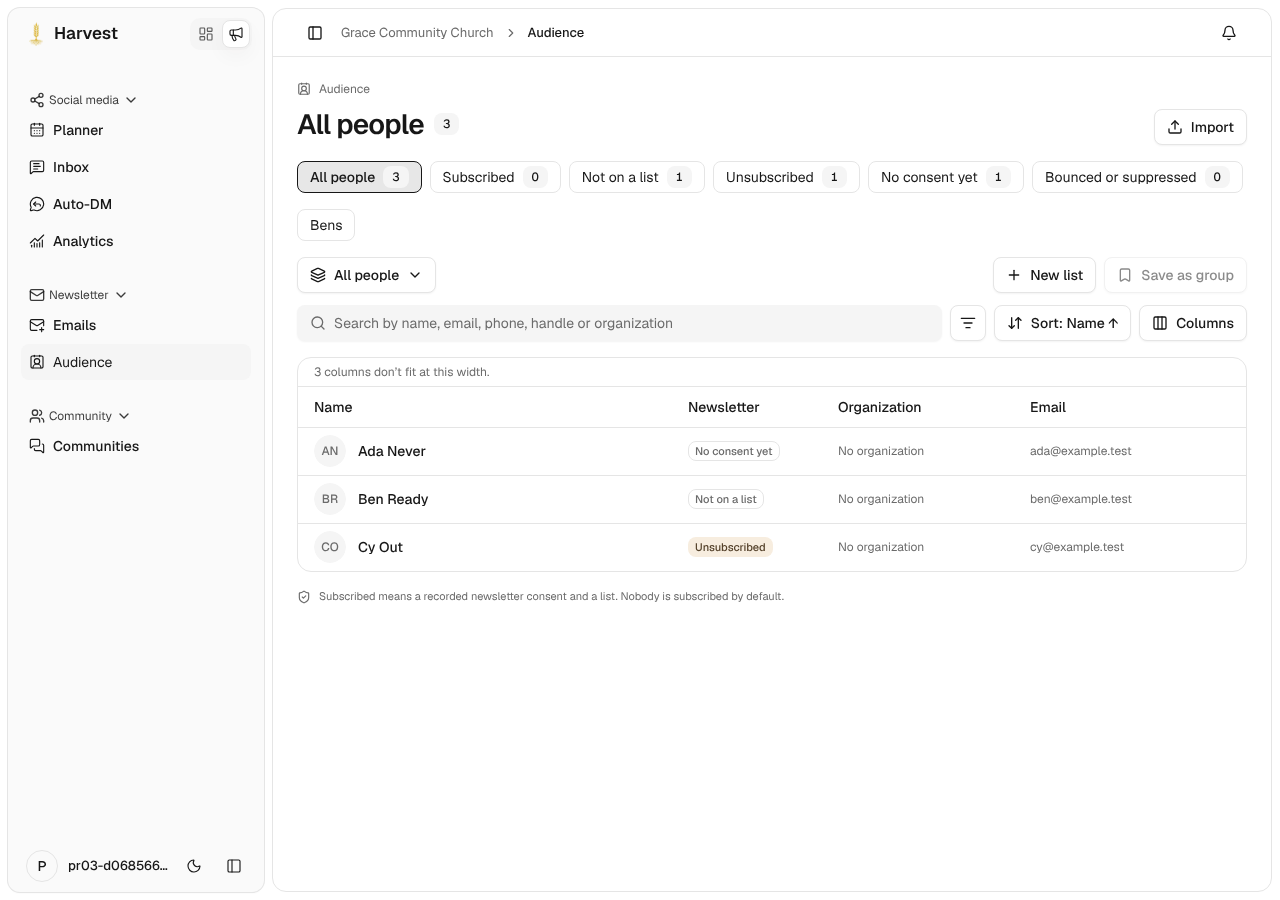 Harvest
Grace Community Church > Audience
Social media
Planner
Inbox
Auto-DM
Analytics
Newsletter
Emails
Audience
Community
Communities
P pr03-d068566...
Audience
All people 3
Import
All people 3 Subscribed 0 Not on a list 1 Unsubscribed 1 No consent yet 1 Bounced or suppressed 0
Bens
All people
New list Save as group
Search by name, email, phone, handle or organization
Sort: Name ↑ Columns
3 columns don't fit at this width.
Name Newsletter Organization Email
AN Ada Never No consent yet No organization ada@example.test
BR Ben Ready Not on a list No organization ben@example.test
CO Cy Out Unsubscribed No organization cy@example.test
Subscribed means a recorded newsletter consent and a list. Nobody is subscribed by default.